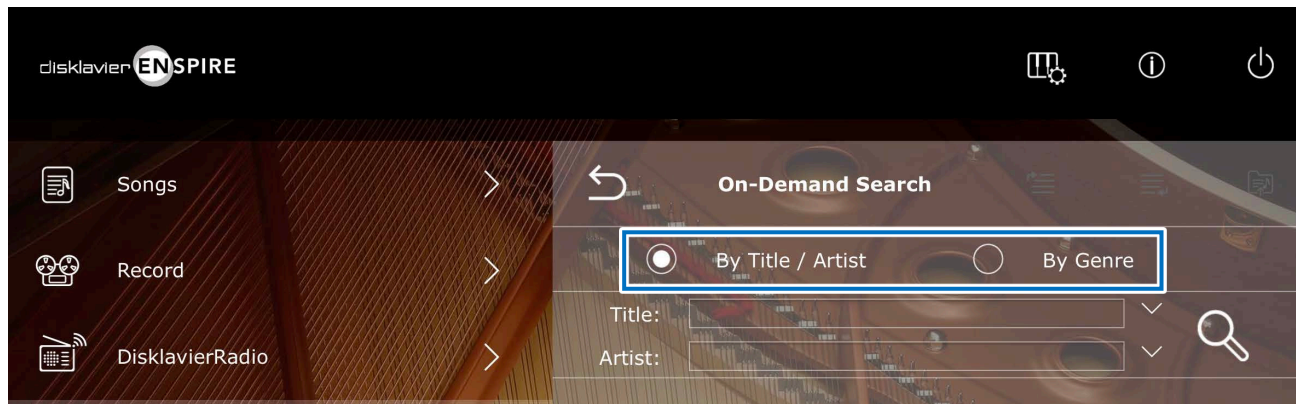 disklavier ENSPIRE
Songs
On-Demand Search
Record
By Title / Artist
By Genre
Title:
DisklavierRadio
Artist: